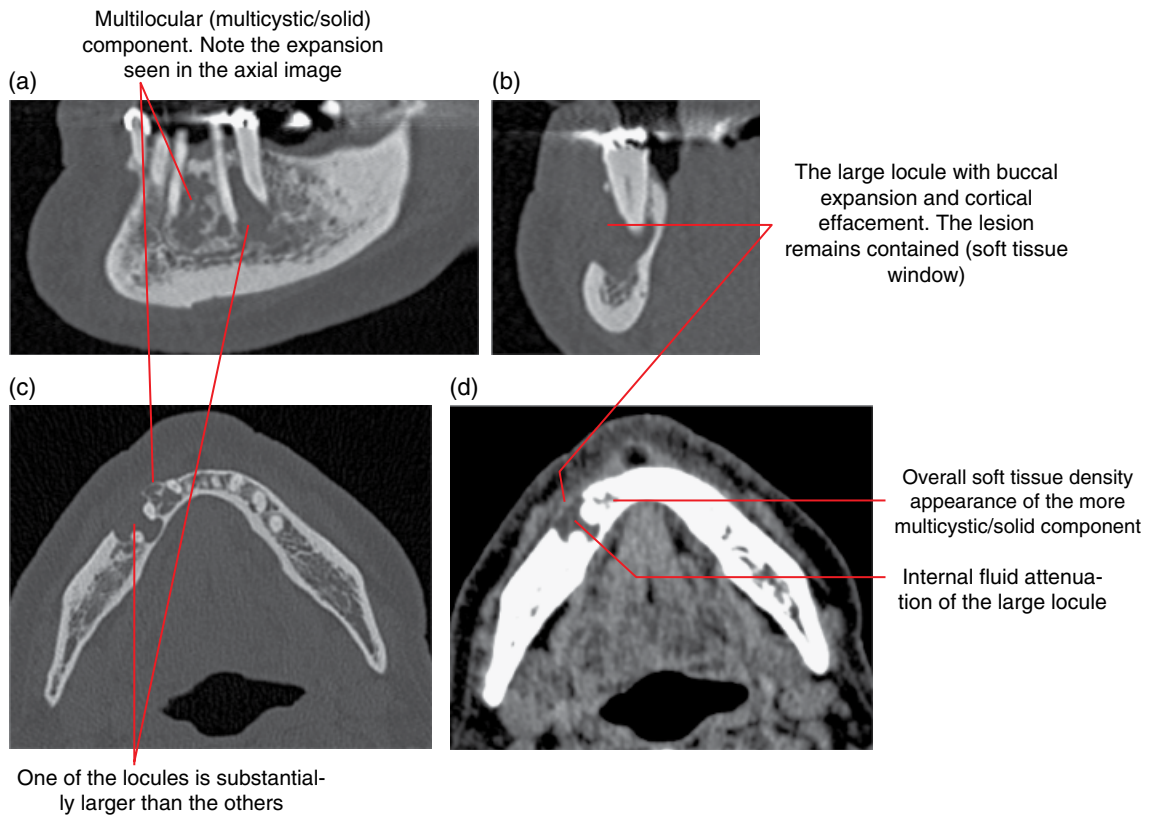 Multilocular (multicystic/solid)
component. Note the expansion
seen in the axial image
(a)
(b)
The large locule with buccal
expansion and cortical
effacement. The lesion
remains contained (soft tissue
window)
(c)
(d)
Overall soft tissue density
appearance of the more
multicystic/solid component
Internal fluid attenua-
tion of the large locule
One of the locules is substantial-
ly larger than the others